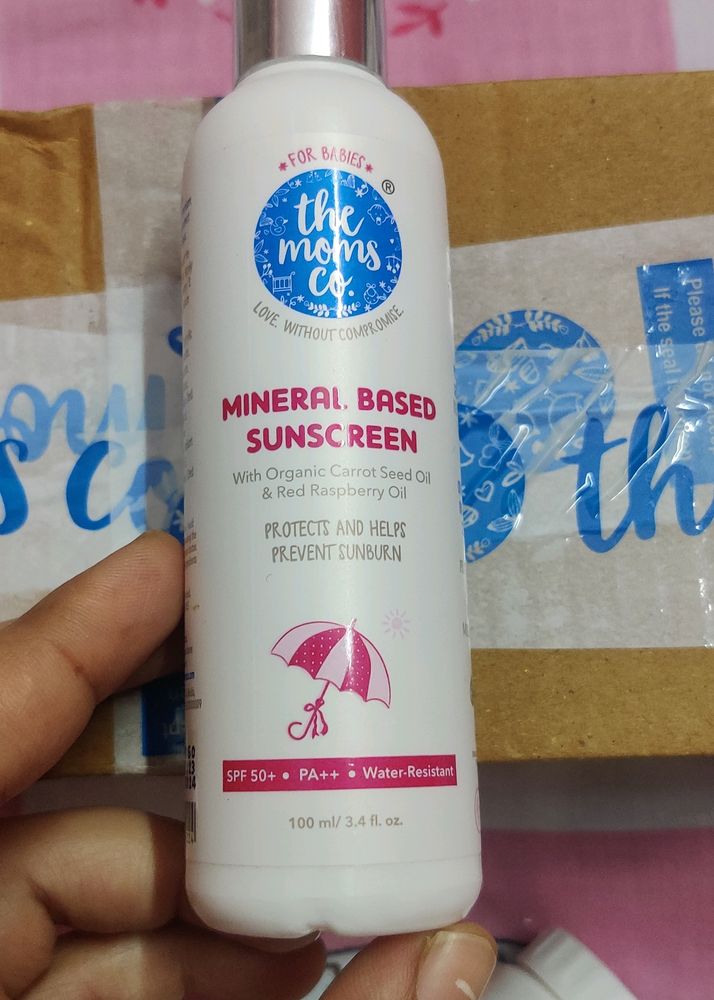 *FOR BABIES*
the
moms
co.
®
LOVE. WITHOUT COMPROMISE.
MINERAL BASED
SUNSCREEN
With Organic Carrot Seed Oil
& Red Raspberry Oil
PROTECTS AND HELPS
PREVENT SUNBURN
SPF 50+ • PA++ • Water-Resistant
100 ml/ 3.4 fl. oz.
s co
th
Please
If the seal